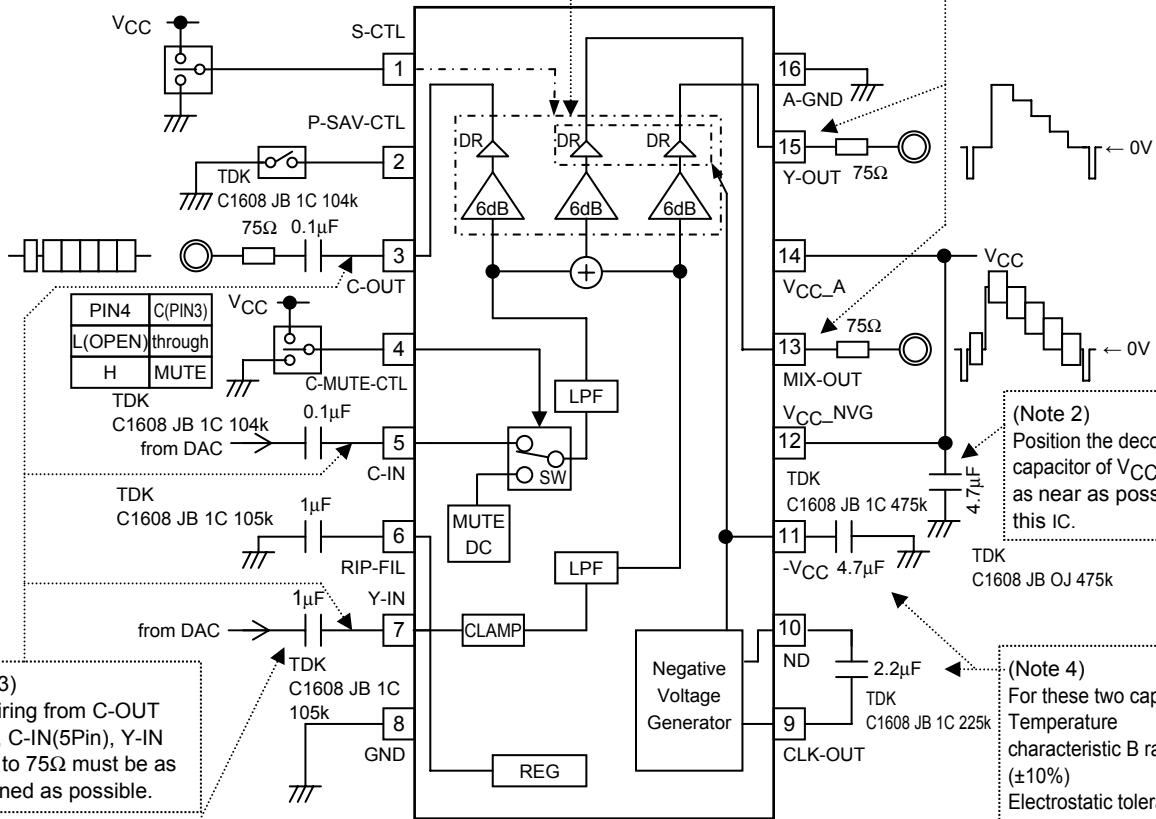 VCC
S-CTL
1
P-SAV-CTL
2
TDK
C1608 JB 1C 104k
75Ω
0.1µF
3
C-OUT
PIN4 C(PIN3)
L(OPEN) through
H MUTE
VCC
4
C-MUTE-CTL
TDK
C1608 JB 1C 104k
0.1µF
from DAC
5
C-IN
TDK
C1608 JB 1C 105k
1µF
6
RIP-FIL
Y-IN
1µF
from DAC
7
TDK
C1608 JB 1C
105k
8
GND
3)
iring from C-OUT
, C-IN(5Pin), Y-IN
to 75Ω must be as
ned as possible.
DR DR DR
6dB 6dB 6dB
+
LPF
SW
MUTE
DC
LPF
CLAMP
Negative
Voltage
Generator
REG
16
A-GND
15
Y-OUT
75Ω
← 0V
14
VCC
VCC_A
75Ω
13
← 0V
MIX-OUT
VCC_NVG
12
4.7µF
TDK
C1608 JB 1C 475k
11
-VCC
4.7µF
TDK
C1608 JB OJ 475k
10
ND
2.2µF
TDK
C1608 JB 1C 225k
9
CLK-OUT
(Note 2)
Position the deco
capacitor of VCC
as near as poss
this IC.
(Note 4)
For these two cap
Temperature
characteristic B ra
(±10%)
Electrostatic tolera